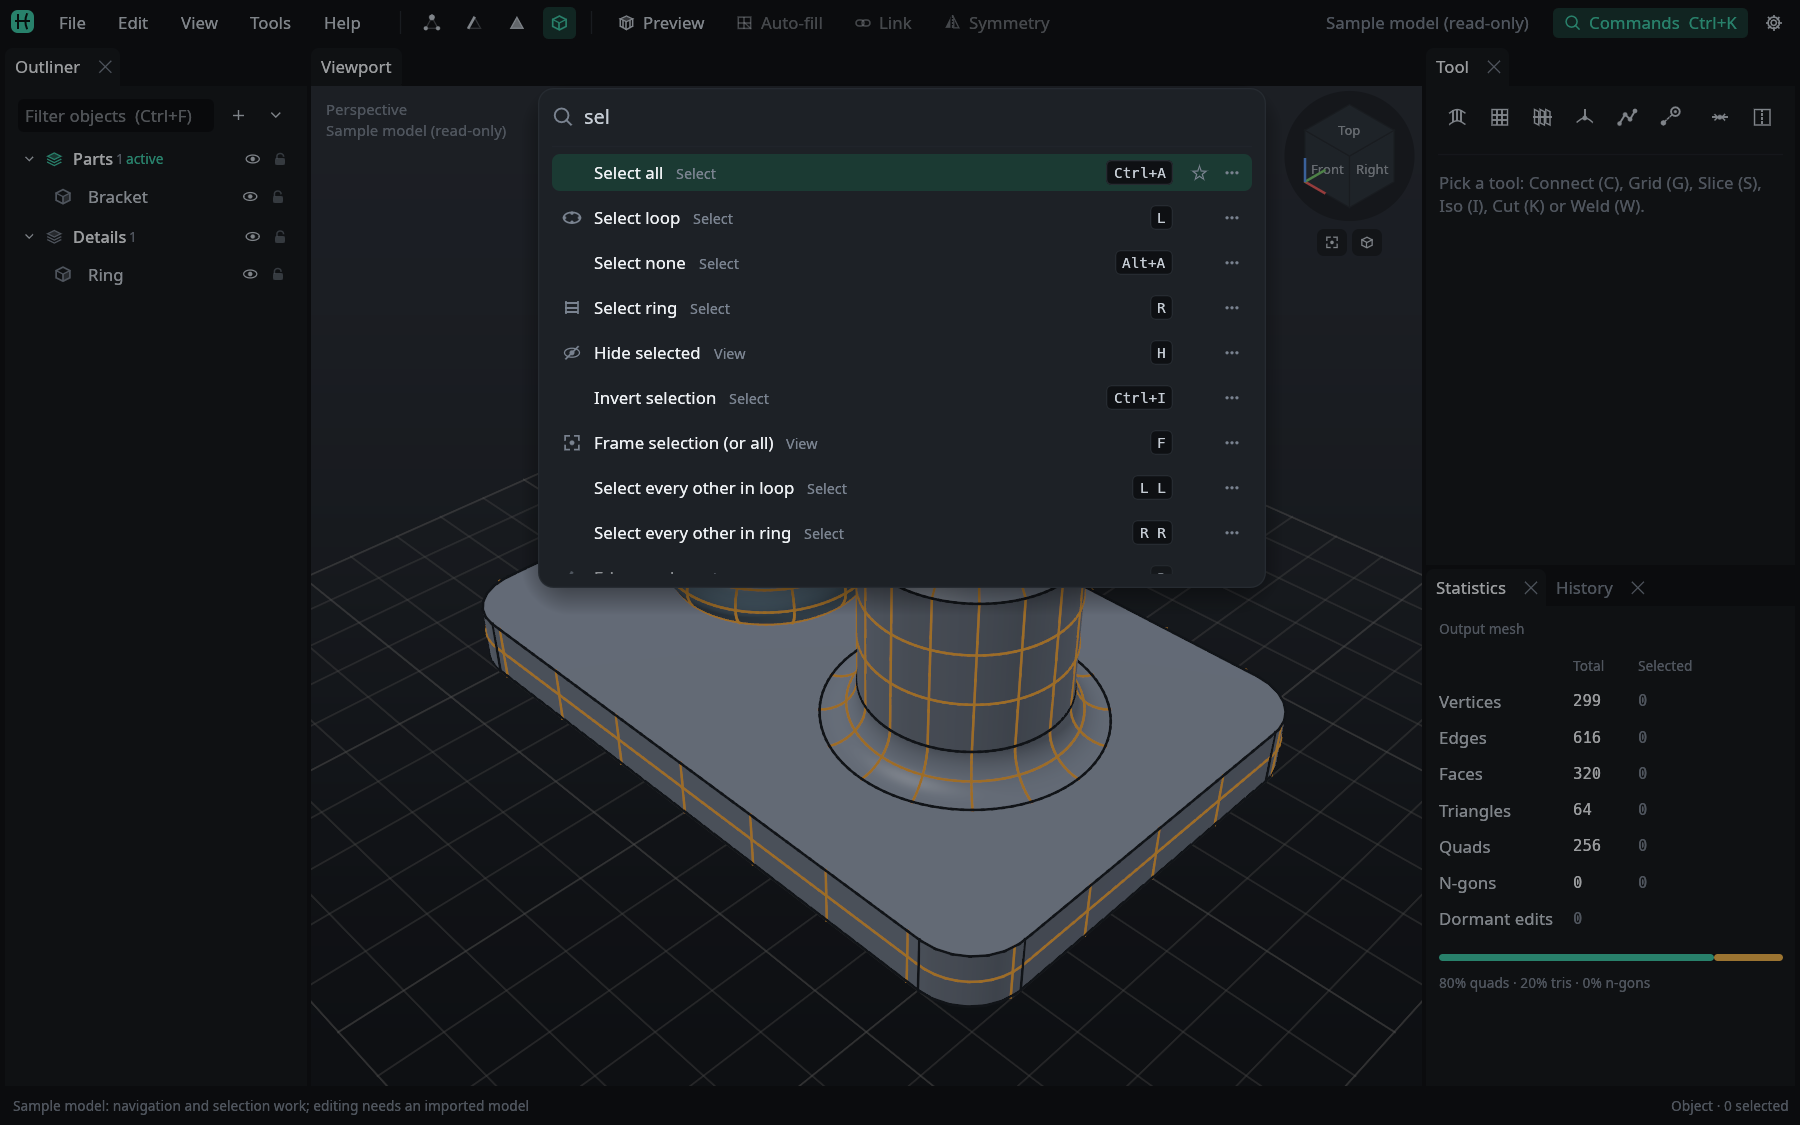 File Edit View Tools Help Preview Auto-fill Link Symmetry Sample model (read-only) Commands Ctrl+K
Outliner
Filter objects (Ctrl+F)
Parts 1 active
Bracket
Details 1
Ring
Viewport
Perspective
Sample model (read-only)
sel
Select all Select Ctrl+A
Select loop Select L
Select none Select Alt+A
Select ring Select R
Hide selected View H
Invert selection Select Ctrl+I
Frame selection (or all) View F
Select every other in loop Select L L
Select every other in ring Select R R
Top
Front Right
Tool
Pick a tool: Connect (C), Grid (G), Slice (S),
Iso (I), Cut (K) or Weld (W).
Statistics History
Output mesh
Total Selected
Vertices 299 0
Edges 616 0
Faces 320 0
Triangles 64 0
Quads 256 0
N-gons 0 0
Dormant edits 0
80% quads · 20% tris · 0% n-gons
Sample model: navigation and selection work; editing needs an imported model
Object · 0 selected